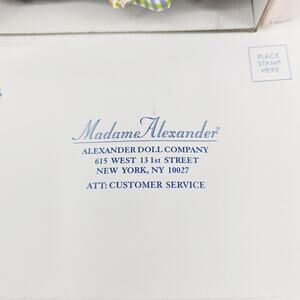 PLACE
STAMP
HERE
Madame Alexander®
ALEXANDER DOLL COMPANY
615 WEST 131st STREET
NEW YORK, NY 10027
ATT: CUSTOMER SERVICE